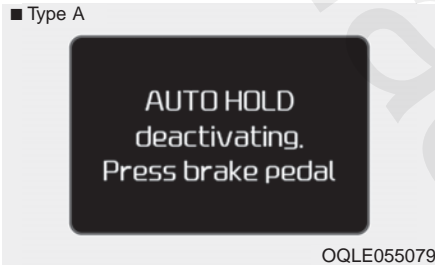 ■ Type A
AUTO HOLD
deactivating.
Press brake pedal
OQLE055079